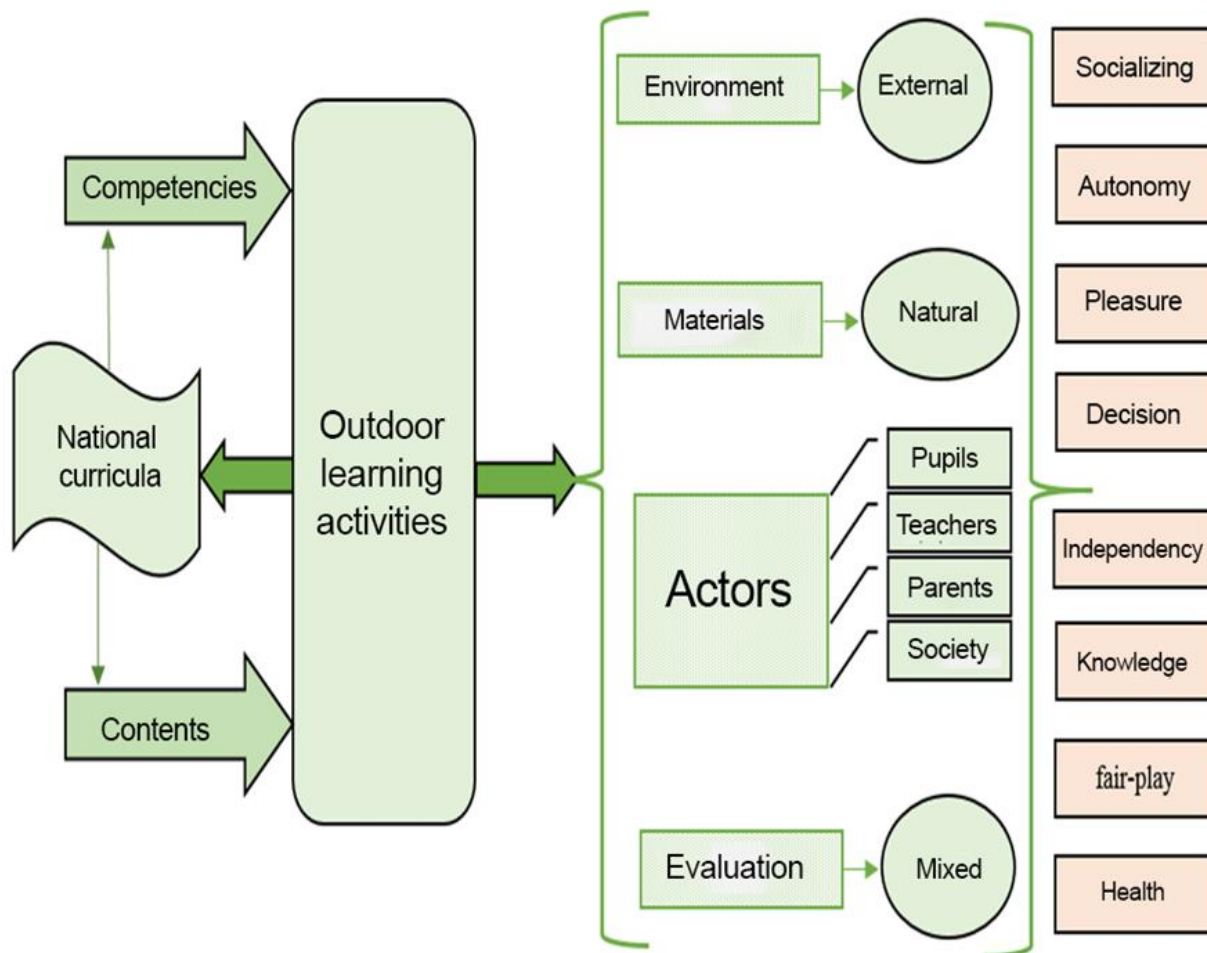 Competencies
National
curricula
Contents
Outdoor
learning
activities
Environment
External
Materials
Natural
Actors
Pupils
Teachers
Parents
Society
Evaluation
Mixed
Socializing
Autonomy
Pleasure
Decision
Independency
Knowledge
fair-play
Health